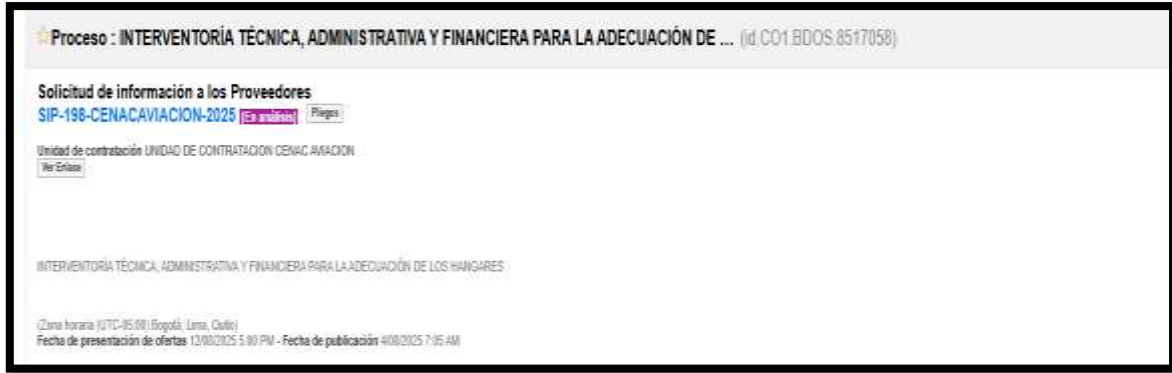 Proceso : INTERVENTORÍA TÉCNICA, ADMINISTRATIVA Y FINANCIERA PARA LA ADECUACIÓN DE ... (id.CO1.BDOS.8517058)
Solicitud de información a los Proveedores
SIP-198-CENACAVIACION-2025 [En análisis] Pliegos
Unidad de contratación UNIDAD DE CONTRATACION CENAC AVIACION
Ver Enlace
INTERVENTORÍA TÉCNICA, ADMINISTRATIVA Y FINANCIERA PARA LA ADECUACIÓN DE LOS HANGARES
(Zona horaria (UTC-05:00) Bogotá, Lima, Quito)
Fecha de presentación de ofertas 12/08/2025 5:00 PM - Fecha de publicación 4/08/2025 7:05 AM